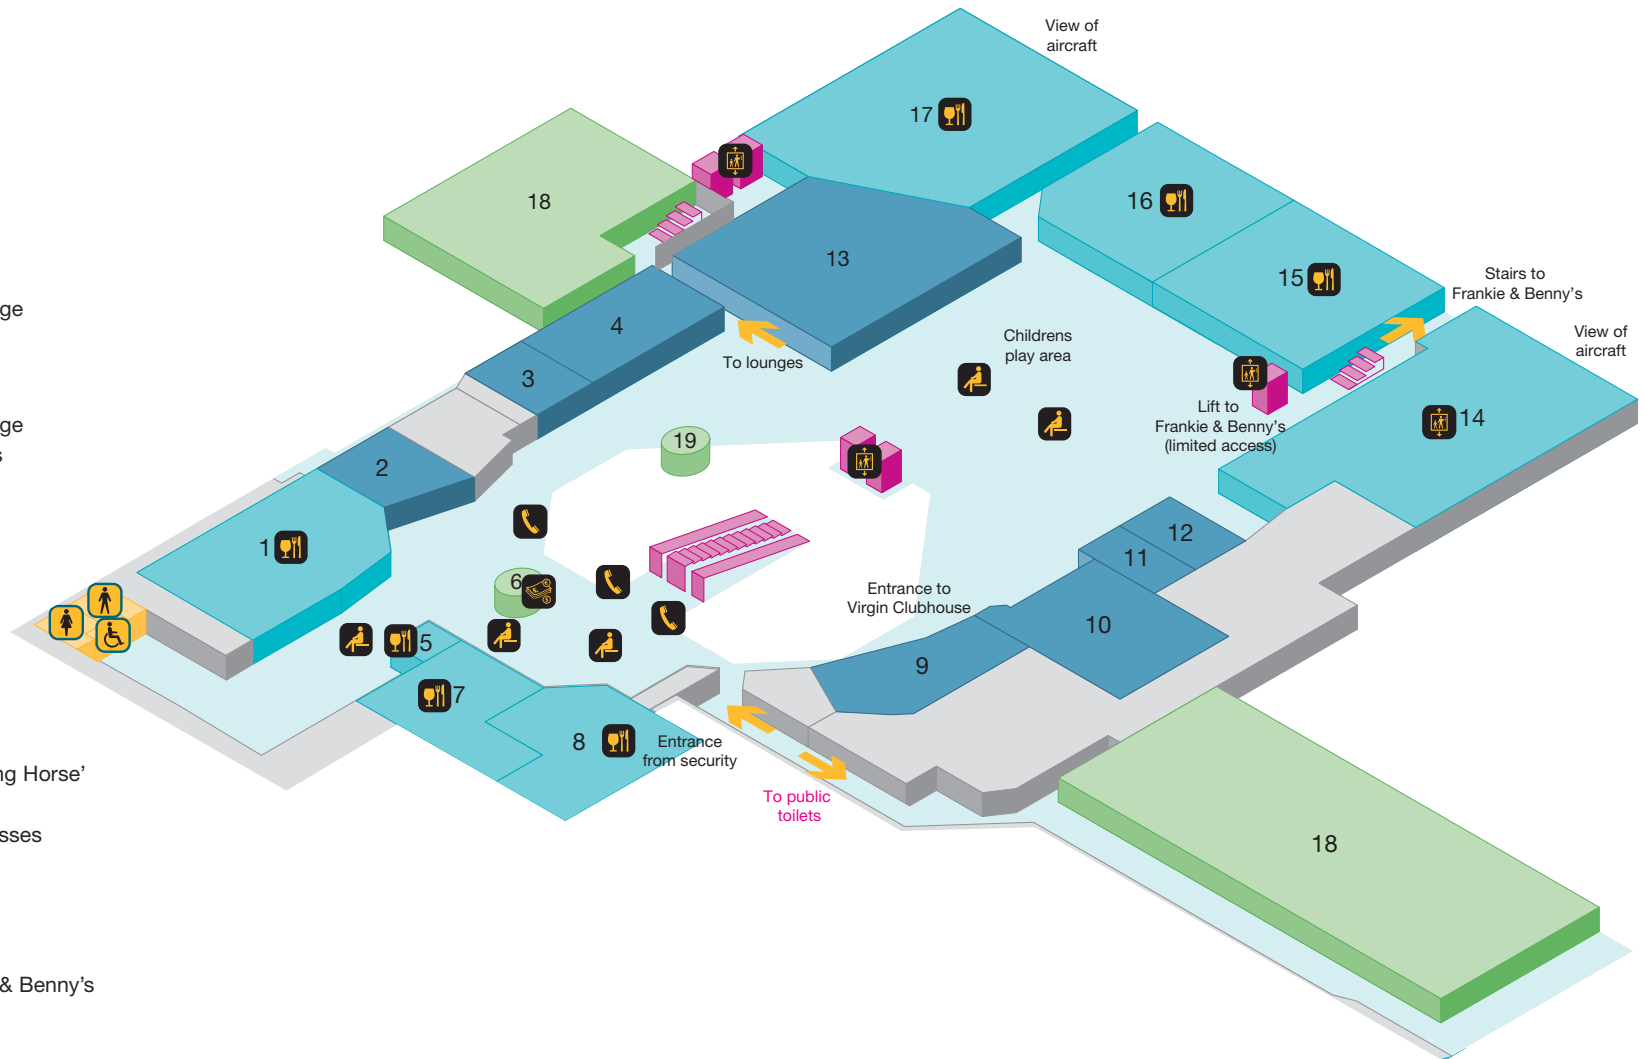 View of
aircraft
17
18
16
13
15
Stairs to
Frankie & Benny's
ge
4
View of
aircraft
To lounges
Childrens
play area
3
Lift to
Frankie & Benny's
(limited access)
14
ge
s
19
2
12
11
1
6
Entrance to
Virgin Clubhouse
10
5
9
7
8
Entrance
from security
ng Horse'
To public
toilets
sses
18
& Benny's